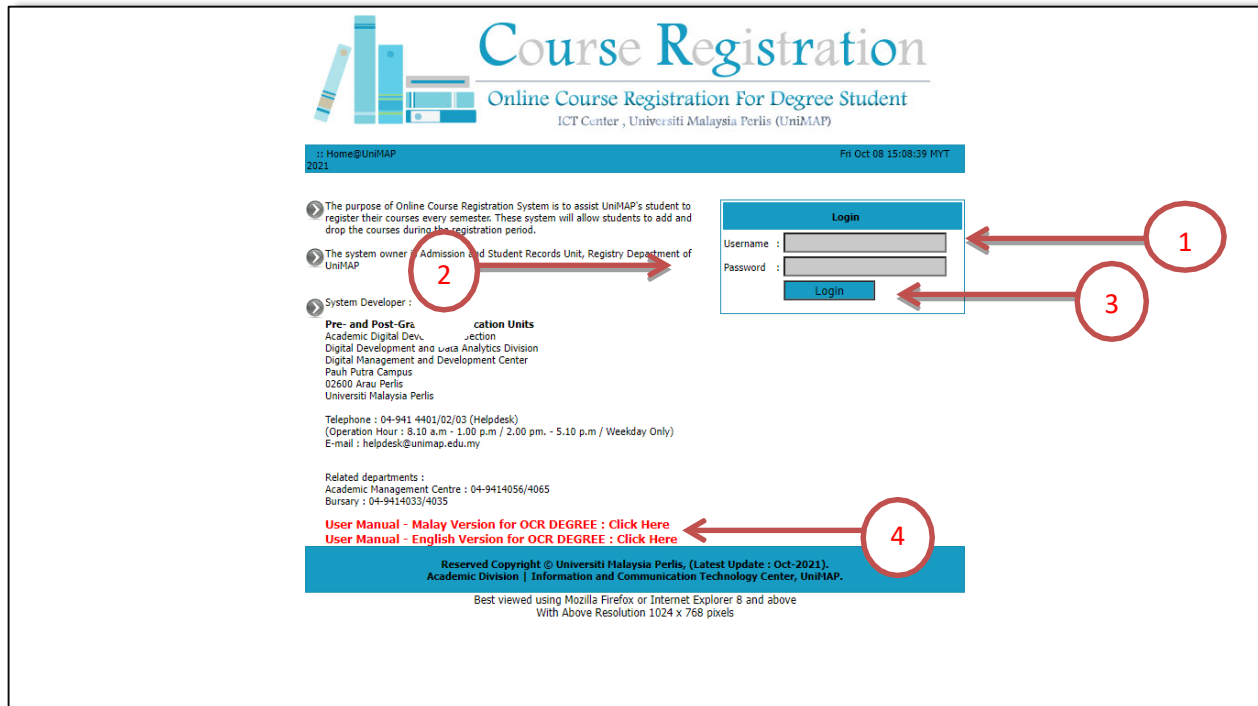 Course Registration
Online Course Registration For Degree Student
ICT Center , Universiti Malaysia Perlis (UniMAP)
:: Home@UniMAP Fri Oct 08 15:08:39 MYT
2021
The purpose of Online Course Registration System is to assist UniMAP's student to
register their courses every semester. These system will allow students to add and
drop the courses during the registration period.
The system owner Admission and Student Records Unit, Registry Department of
UniMAP
System Developer :
Pre- and Post-Gra cation Units
Academic Digital Dev ection
Digital Development and Data Analytics Division
Digital Management and Development Center
Pauh Putra Campus
02600 Arau Perlis
Universiti Malaysia Perlis
Telephone : 04-941 4401/02/03 (Helpdesk)
(Operation Hour : 8.10 a.m - 1.00 p.m / 2.00 pm. - 5.10 p.m / Weekday Only)
E-mail : helpdesk@unimap.edu.my
Related departments :
Academic Management Centre : 04-9414056/4065
Bursary : 04-9414033/4035
User Manual - Malay Version for OCR DEGREE : Click Here
User Manual - English Version for OCR DEGREE : Click Here
Login
Username :
Password :
Login
1
2
3
4
Reserved Copyright © Universiti Malaysia Perlis, (Latest Update : Oct-2021).
Academic Division | Information and Communication Technology Center, UniMAP.
Best viewed using Mozilla Firefox or Internet Explorer 8 and above
With Above Resolution 1024 x 768 pixels